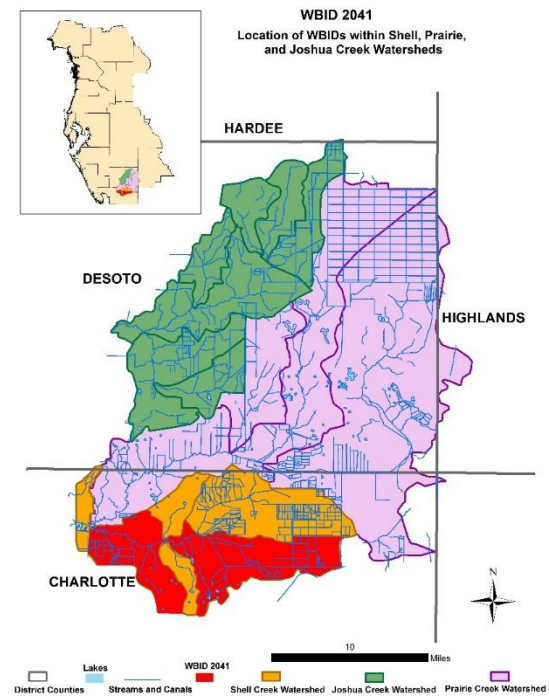 WBID 2041
Location of WBIDs within Shell, Prairie,
and Joshua Creek Watersheds
HARDEE
DESOTO
HIGHLANDS
CHARLOTTE
N
10
Miles
District Counties
Lakes
Streams and Canals
WBID 2041
Shell Creek Watershed
Joshua Creek Watershed
Prairie Creek Watershed